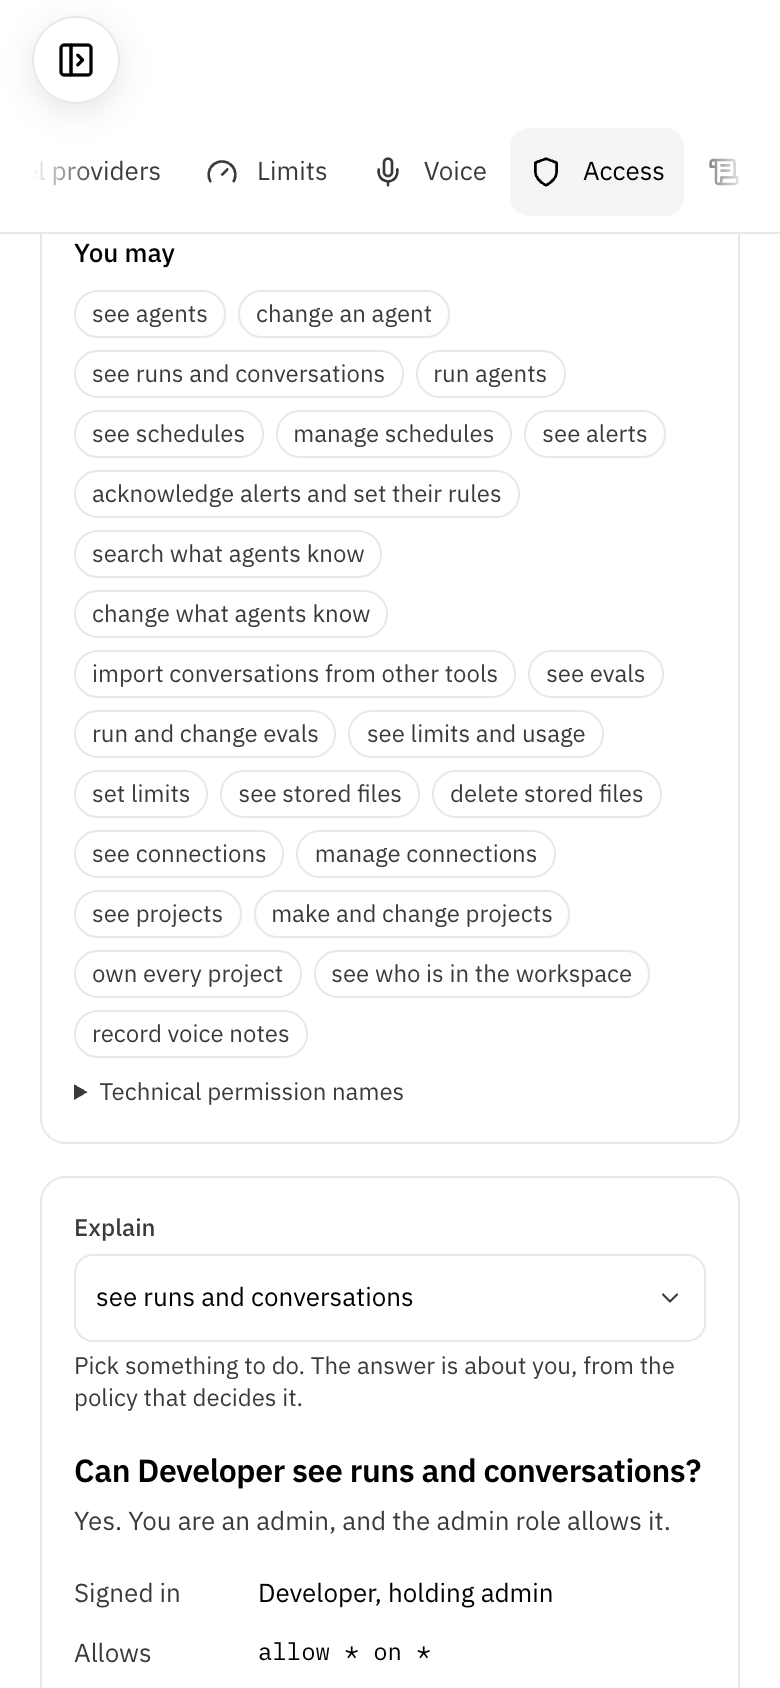 providers
Limits
Voice
Access
You may
see agents
change an agent
see runs and conversations
run agents
see schedules
manage schedules
see alerts
acknowledge alerts and set their rules
search what agents know
change what agents know
import conversations from other tools
see evals
run and change evals
see limits and usage
set limits
see stored files
delete stored files
see connections
manage connections
see projects
make and change projects
own every project
see who is in the workspace
record voice notes
Technical permission names
Explain
see runs and conversations
Pick something to do. The answer is about you, from the
policy that decides it.
Can Developer see runs and conversations?
Yes. You are an admin, and the admin role allows it.
Signed in
Developer, holding admin
Allows
allow * on *